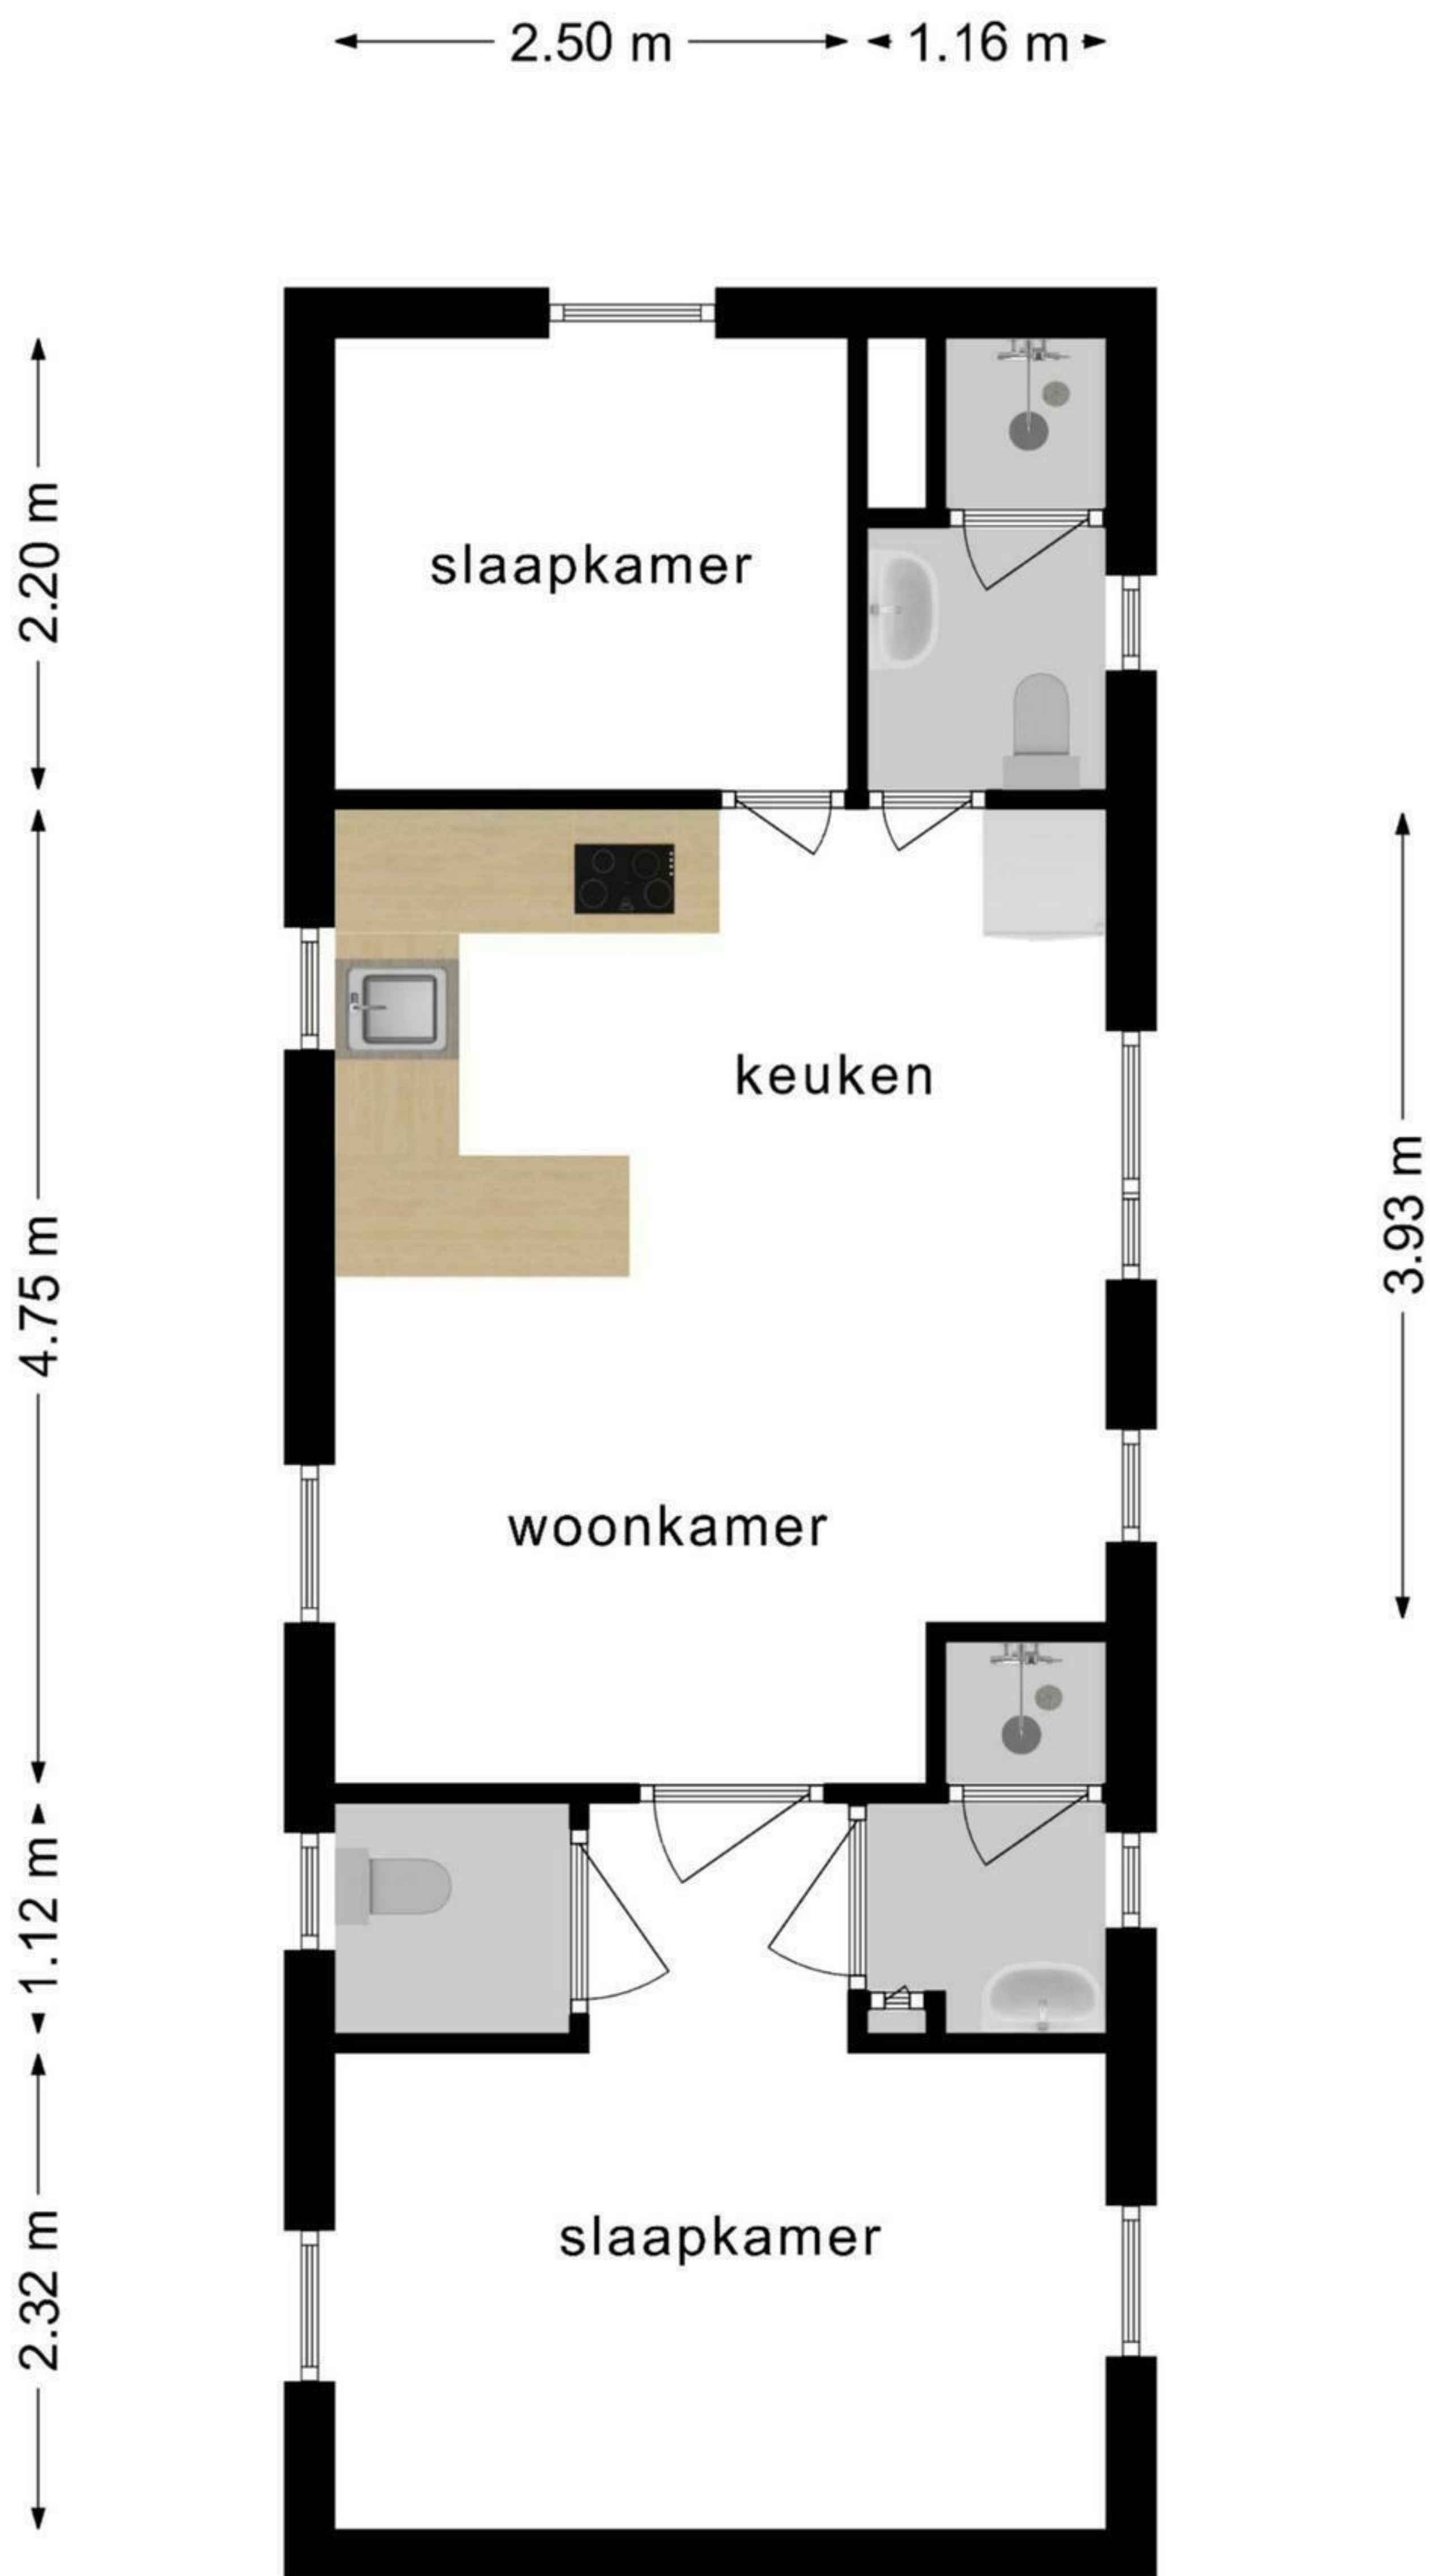 2.50 m
1.16 m
2.20 m
slaapkamer
4.75 m
keuken
3.93 m
woonkamer
1.12 m
slaapkamer
2.32 m